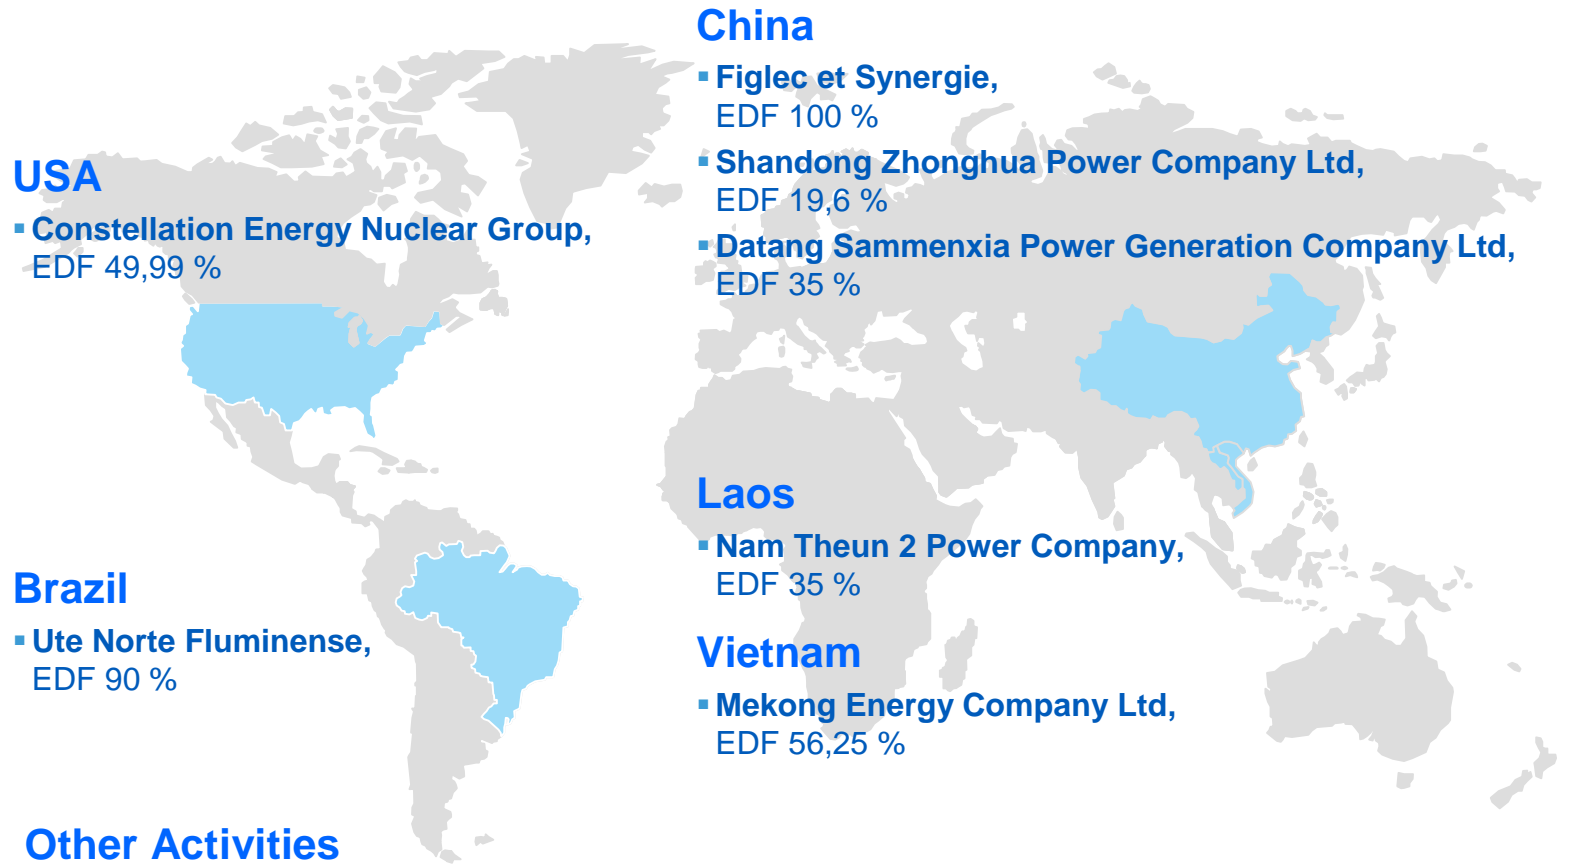 China
▪ Figlec et Synergie,
EDF 100 %
▪ Shandong Zhonghua Power Company Ltd,
EDF 19,6 %
▪ Datang Sammenxia Power Generation Company Ltd,
EDF 35 %
USA
▪ Constellation Energy Nuclear Group,
EDF 49,99 %
Laos
▪ Nam Theun 2 Power Company,
EDF 35 %
Brazil
▪ Ute Norte Fluminense,
EDF 90 %
Vietnam
▪ Mekong Energy Company Ltd,
EDF 56,25 %
Other Activities